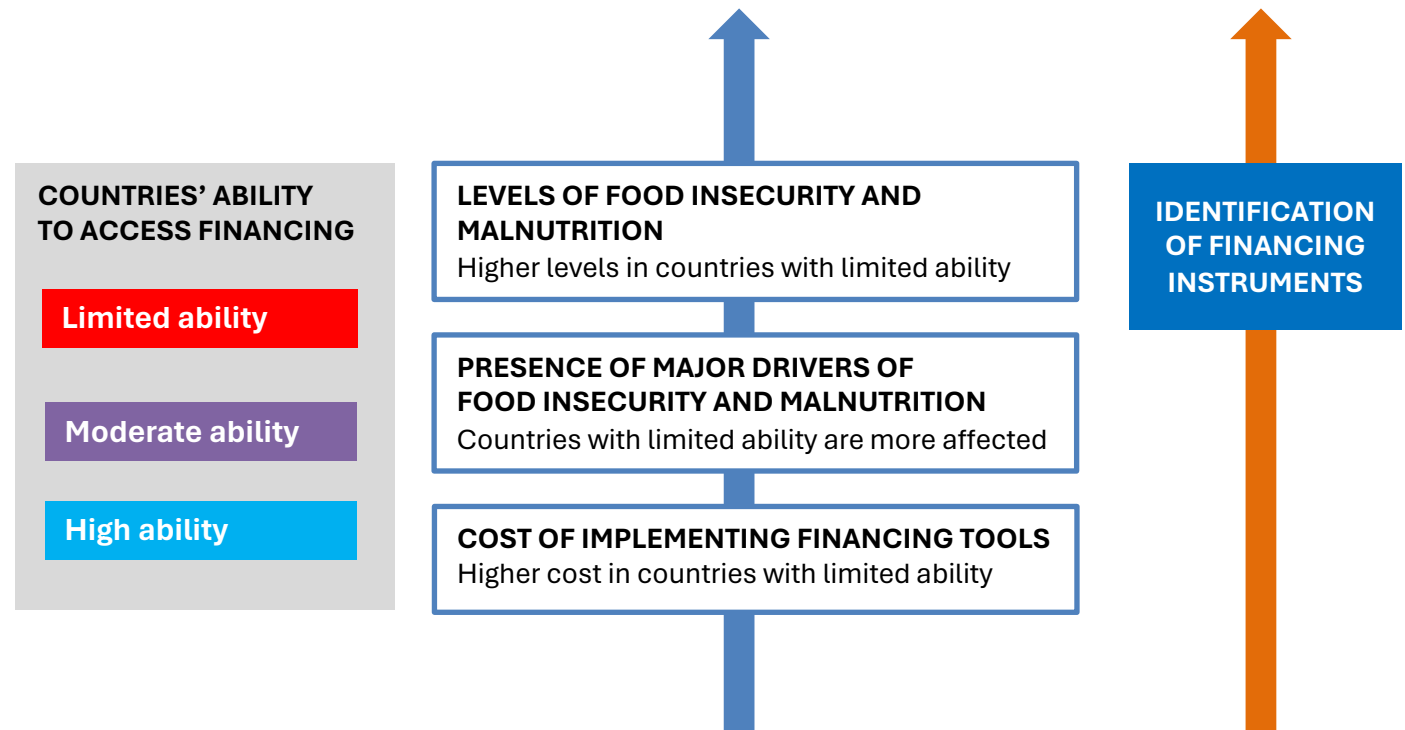 COUNTRIES’ ABILITY
TO ACCESS FINANCING
Limited ability
Moderate ability
High ability
LEVELS OF FOOD INSECURITY AND
MALNUTRITION
Higher levels in countries with limited ability
PRESENCE OF MAJOR DRIVERS OF
FOOD INSECURITY AND MALNUTRITION
Countries with limited ability are more affected
COST OF IMPLEMENTING FINANCING TOOLS
Higher cost in countries with limited ability
IDENTIFICATION
OF FINANCING
INSTRUMENTS